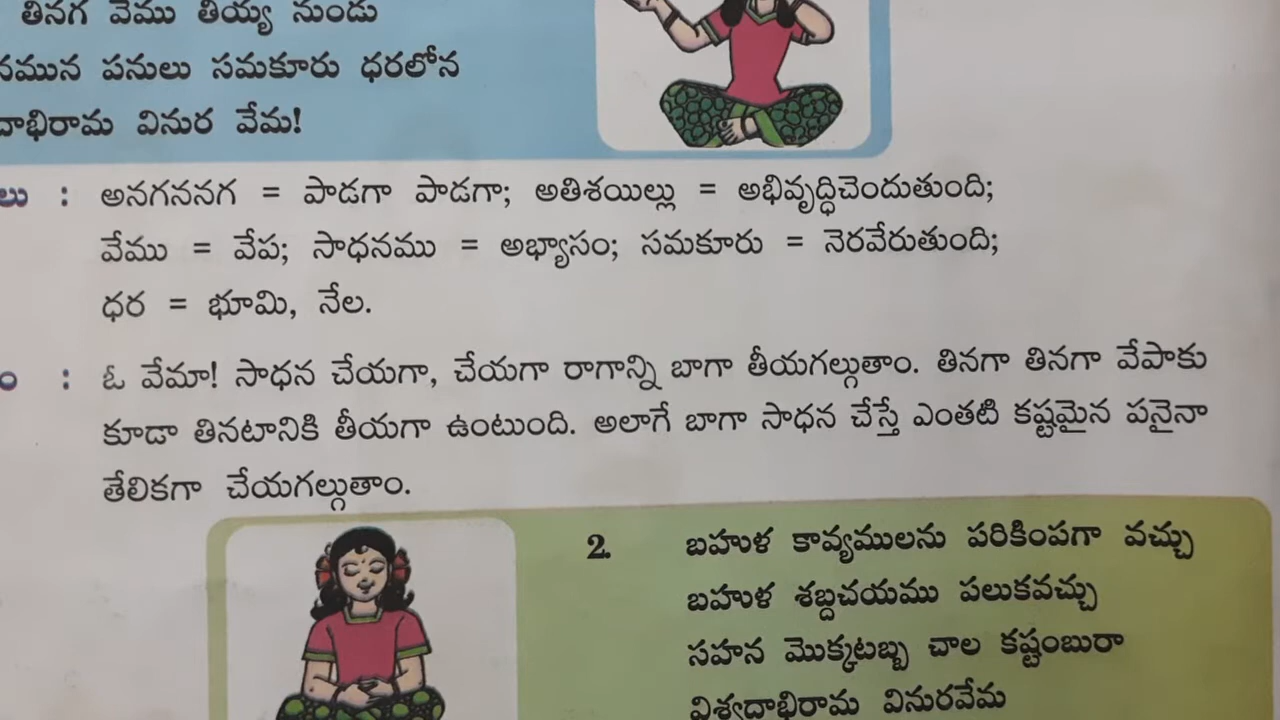 తినగ వేము తియ్య నుండు
పనులు సమకూరు ధరలోన
వినుర వేమ!
: అనగననగ = పాడగా పాడగా; అతిశయిల్లు = అభివృద్ధిచెందుతుంది;
వేము = వేప; సాధనము = అభ్యాసం; సమకూరు = నెరవేరుతుంది;
ధర = భూమి, నేల.
: ఓ వేమా! సాధన చేయగా, చేయగా రాగాన్ని బాగా తీయగల్గుతాం. తినగా తినగా వేపాకు
కూడా తినటానికి తీయగా ఉంటుంది. అలాగే బాగా సాధన చేస్తే ఎంతటి కష్టమైన పనైనా
తేలికగా చేయగల్గుతాం.
2. బహుళ కావ్యములను పరికింపగా వచ్చు
బహుళ శబ్దచయము పలుకవచ్చు
సహన మొక్కటబ్బ చాల కష్టంబురా
విశ్వదాభిరామ వినురవేమ